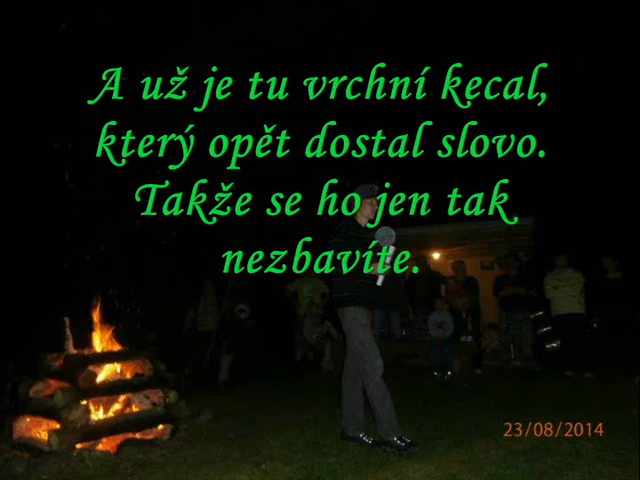 A už je tu vrchní kecal,
který opět dostal slovo.
Takže se ho jen tak
nezbavíte.
23/08/2014